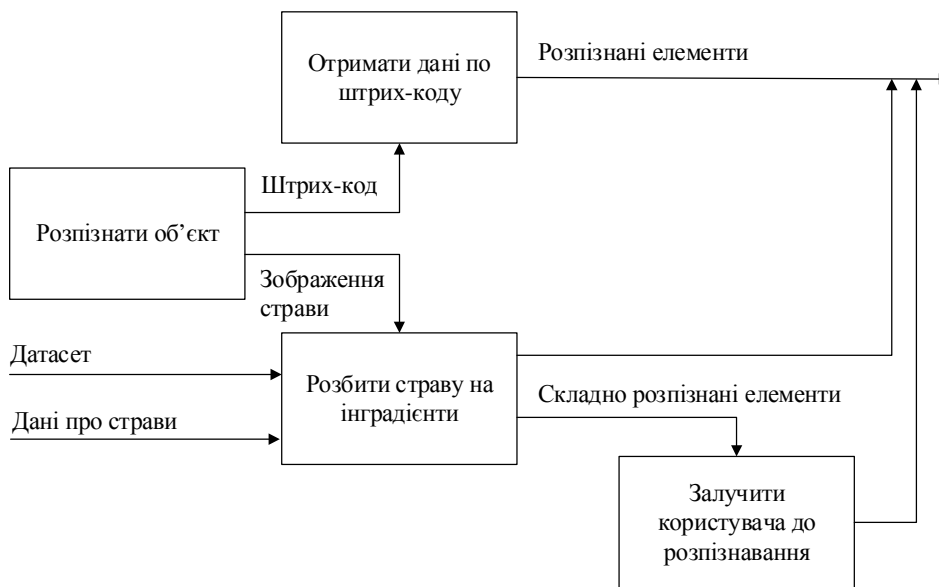 Отримати дані по
штрих-коду
Розпізнані елементи
Штрих-код
Розпізнати об’єкт
Зображення
страви
Датасет
Розбити страву на
інградієнти
Дані про страви
Складно розпізнані елементи
Залучити
користувача до
розпізнавання